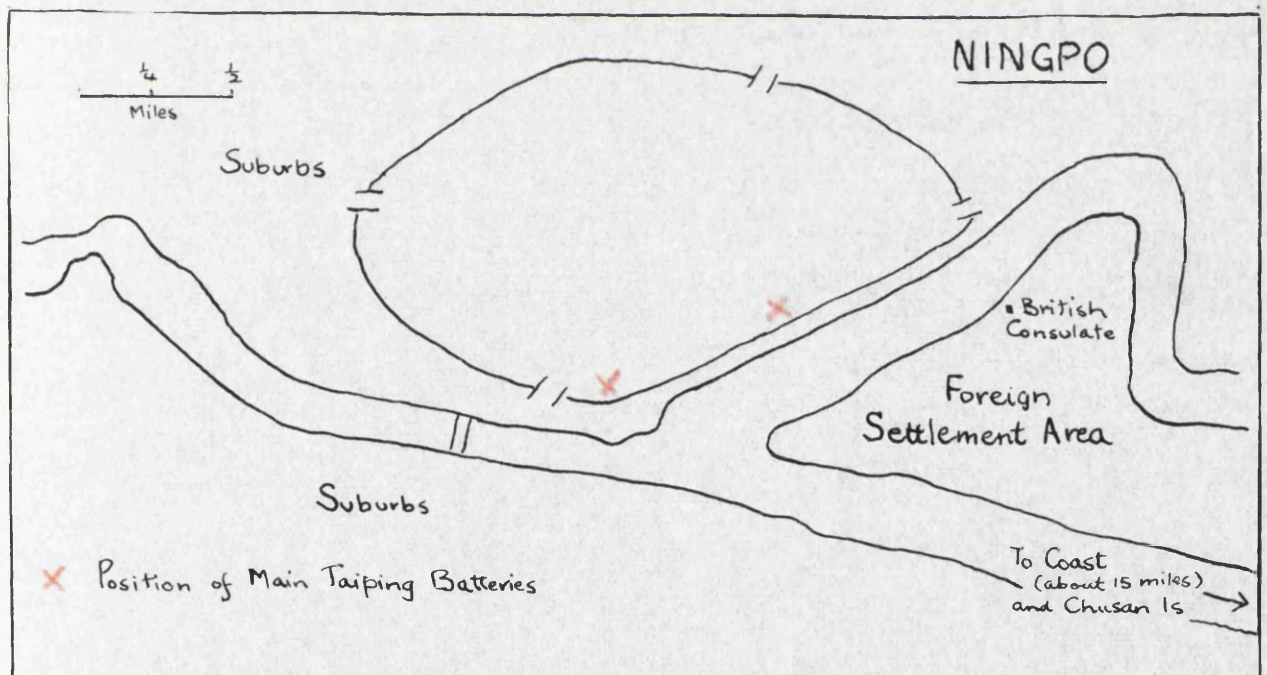 NINGPO
1/4 1/2
Miles
Suburbs
British
Consulate
Foreign
Settlement Area
Suburbs
To Coast
(about 15 miles)
and Chusan Is
Position of Main Taiping Batteries